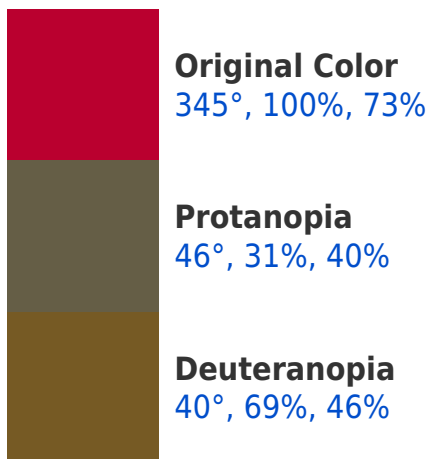 Original Color
345°, 100%, 73%
Protanopia
46°, 31%, 40%
Deuteranopia
40°, 69%, 46%